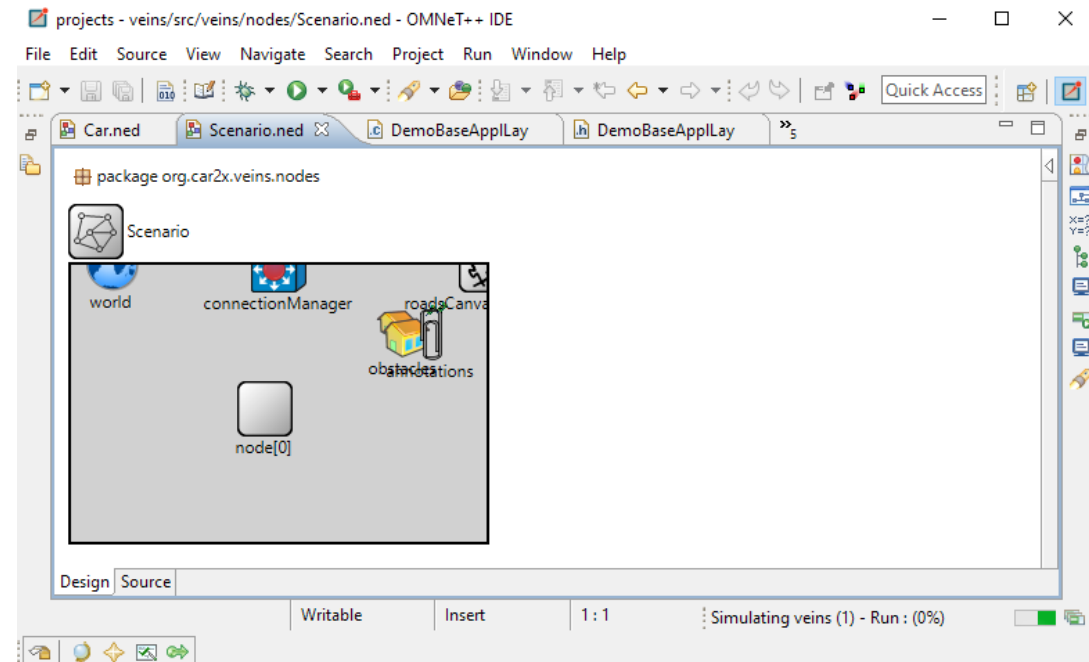 projects - veins/src/veins/nodes/Scenario.ned - OMNeT++ IDE
File Edit Source View Navigate Search Project Run Window Help
010 Quick Access
Car.ned Scenario.ned .c DemoBaseApplLay .h DemoBaseApplLay »5
package org.car2x.veins.nodes
Scenario
world connectionManager roadsCanva
obstacles annotations
node[0]
Design Source
Writable Insert 1 : 1 Simulating veins (1) - Run : (0%)